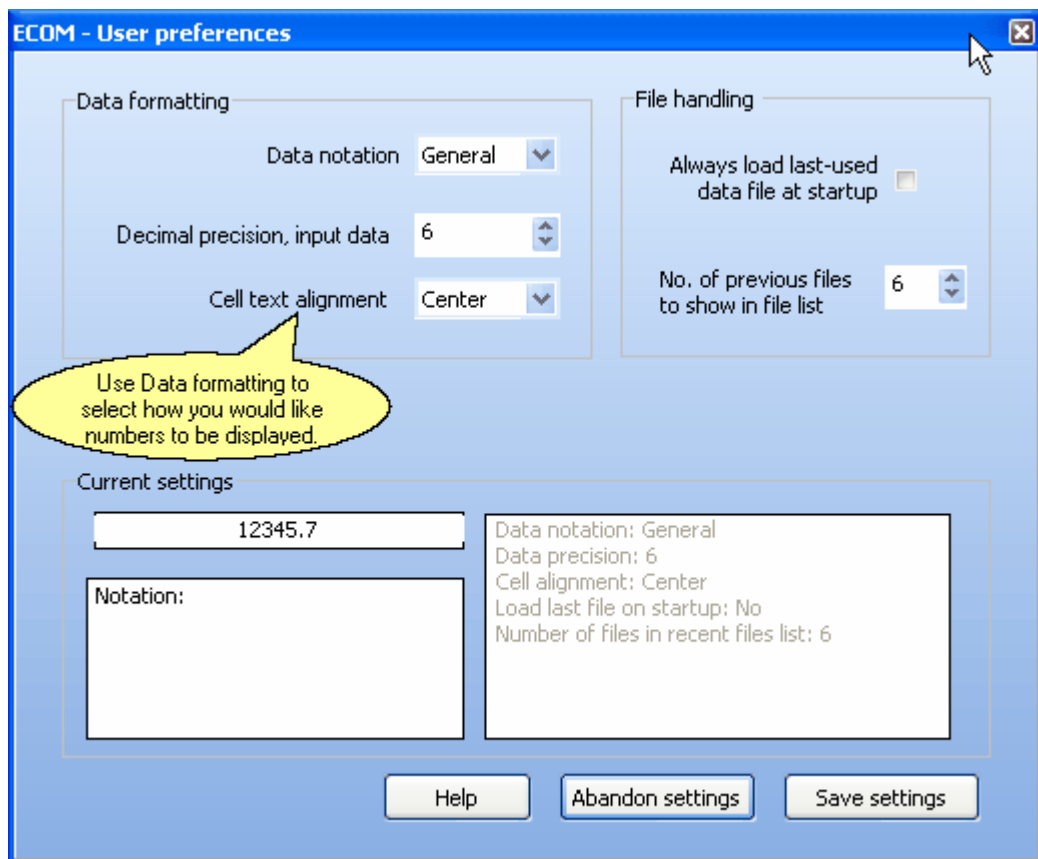 ECOM - User preferences
Data formatting
Data notation General
Decimal precision, input data 6
Cell text alignment Center
File handling
Always load last-used
data file at startup
No. of previous files
to show in file list
6
Use Data formatting to
select how you would like
numbers to be displayed.
Current settings
12345.7
Notation:
Data notation: General
Data precision: 6
Cell alignment: Center
Load last file on startup: No
Number of files in recent files list: 6
Help Abandon settings Save settings